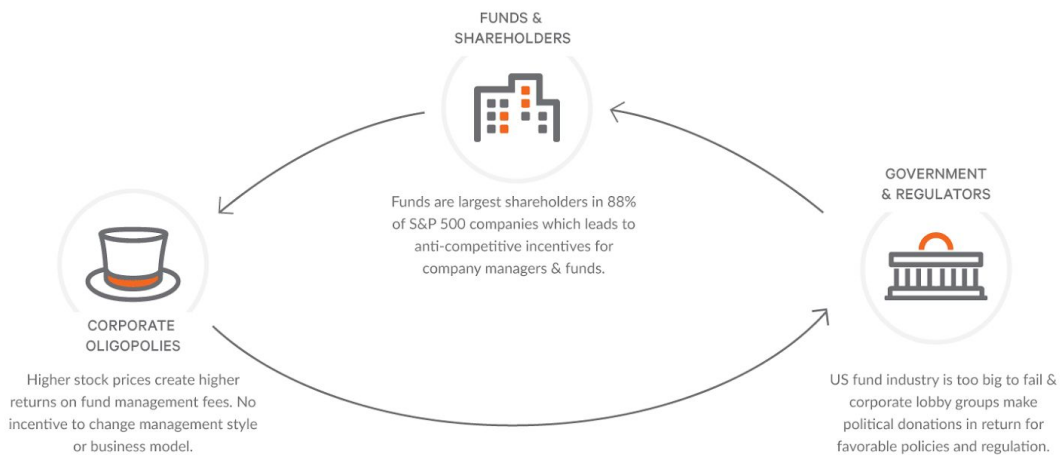 FUNDS &
SHAREHOLDERS
Funds are largest shareholders in 88%
of S&P 500 companies which leads to
anti-competitive incentives for
company managers & funds.
GOVERNMENT
& REGULATORS
US fund industry is too big to fail &
corporate lobby groups make
political donations in return for
favorable policies and regulation.
CORPORATE
OLIGOPOLIES
Higher stock prices create higher
returns on fund management fees. No
incentive to change management style
or business model.